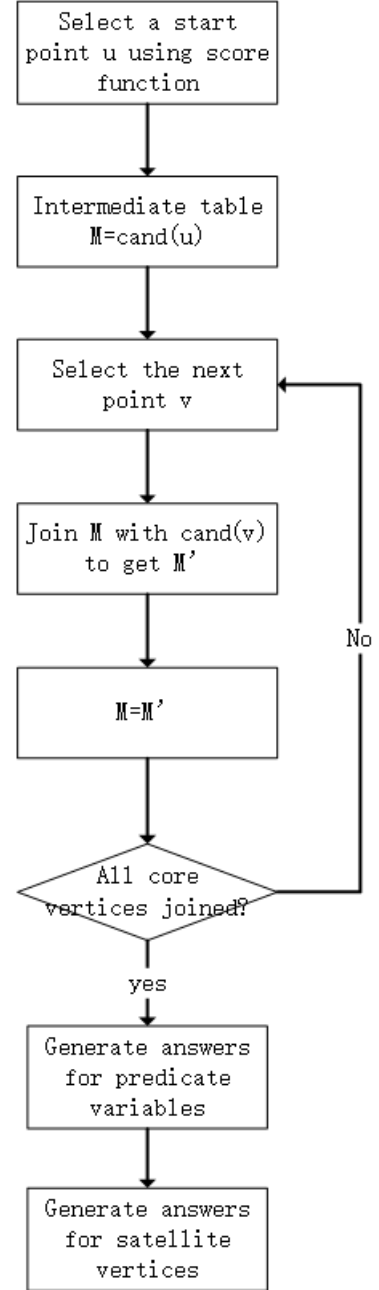 Select a start
point u using score
function
Intermediate table
M=cand(u)
Select the next
point v
Join M with cand(v)
to get M'
M=M'
All core
vertices joined?
No
yes
Generate answers
for predicate
variables
Generate answers
for satellite
vertices